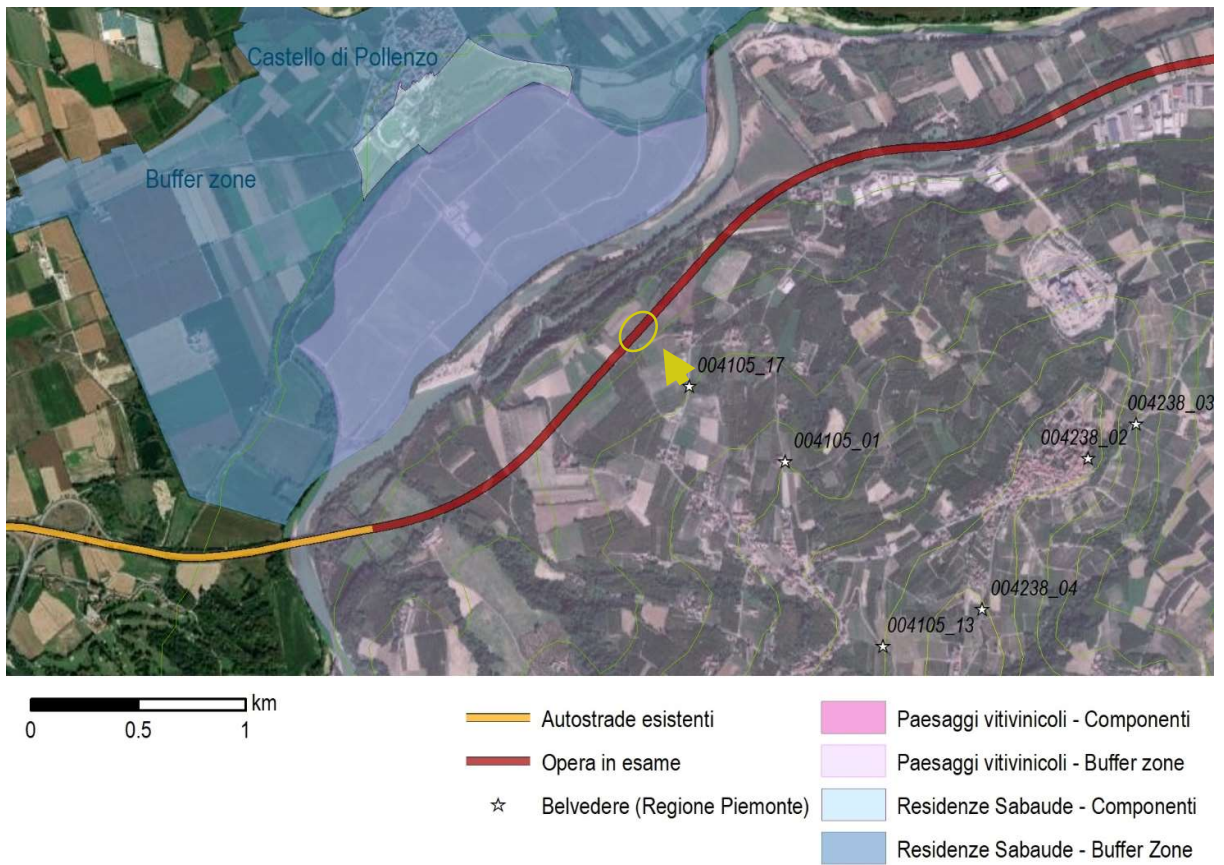 Castello di Pollenzo
Buffer zone
004105_17
004238_03
004105_01
004238_02
004238_04
004105_13
km
0
0.5
1
Autostrade esistenti
Opera in esame
Belvedere (Regione Piemonte)
Paesaggi vitivinicoli - Componenti
Paesaggi vitivinicoli - Buffer zone
Residenze Sabaude - Componenti
Residenze Sabaude - Buffer Zone